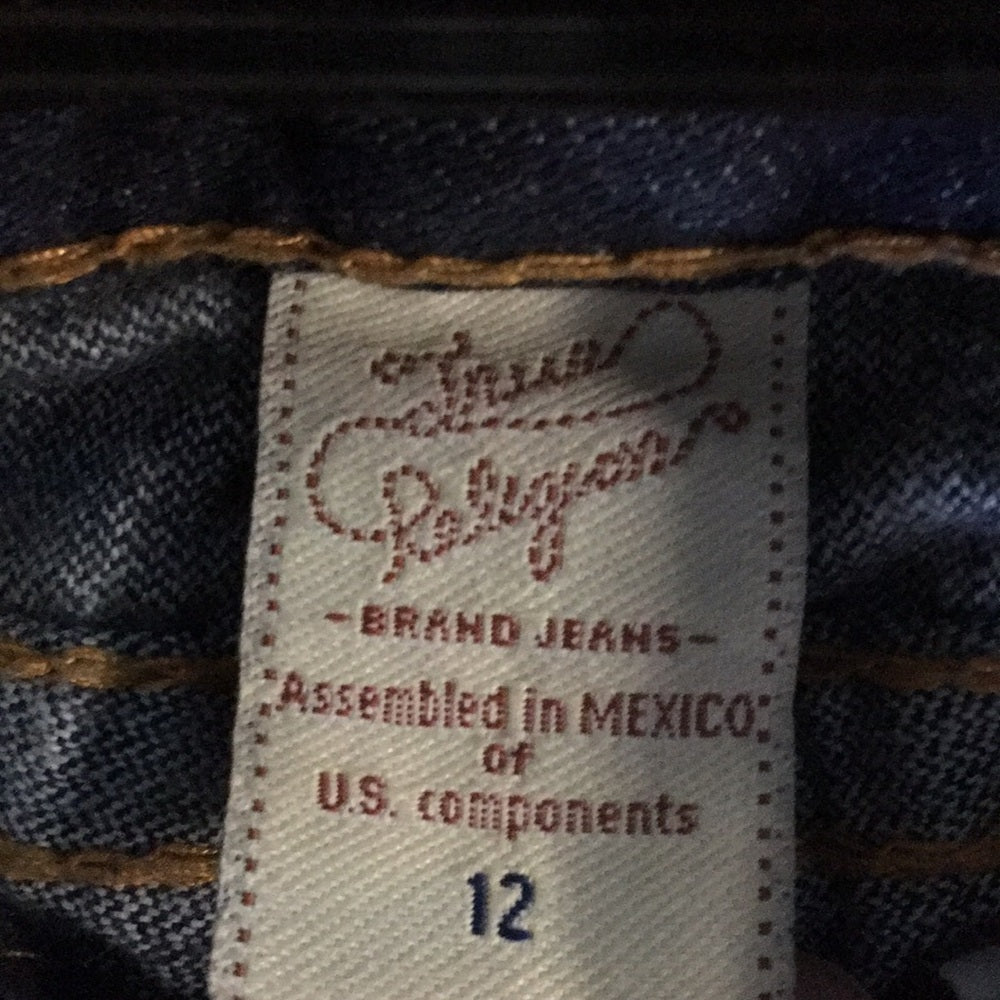 True
Religion
-BRAND JEANS-
Assembled in MEXICO
of
U.S. components
12